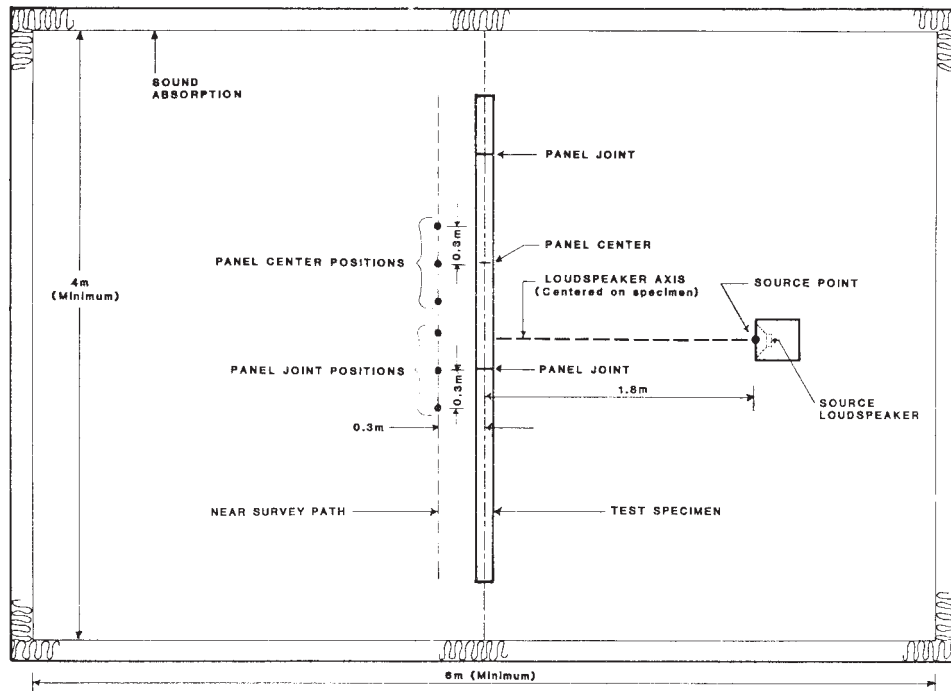 SOUND
ABSORPTION
PANEL JOINT
0.3m
PANEL CENTER POSITIONS
PANEL CENTER
4m
(Minimum)
LOUDSPEAKER AXIS
(Centered on specimen)
SOURCE POINT
PANEL JOINT POSITIONS
0.3m
PANEL JOINT
1.8m
SOURCE
LOUDSPEAKER
0.3m
NEAR SURVEY PATH
TEST SPECIMEN
6m (Minimum)